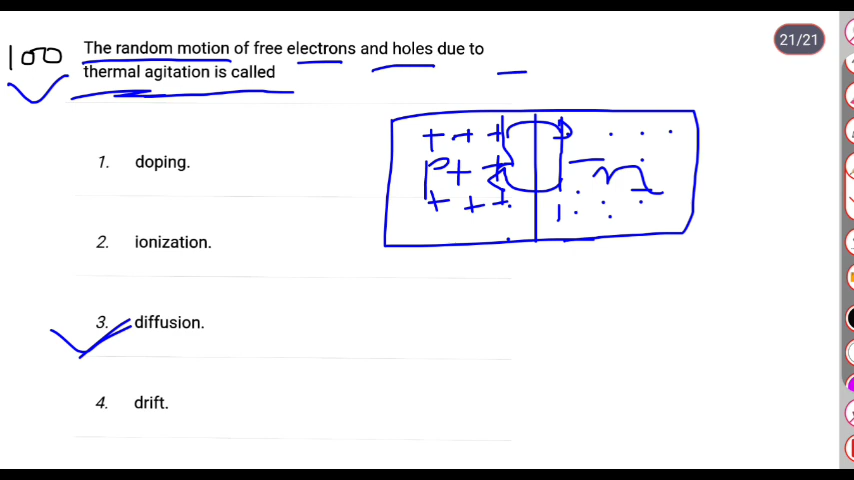 21/21
100
The random motion of free electrons and holes due to
thermal agitation is called
1. doping.
2. ionization.
3. diffusion.
4. drift.
+ + +
p + +
+ + +
n